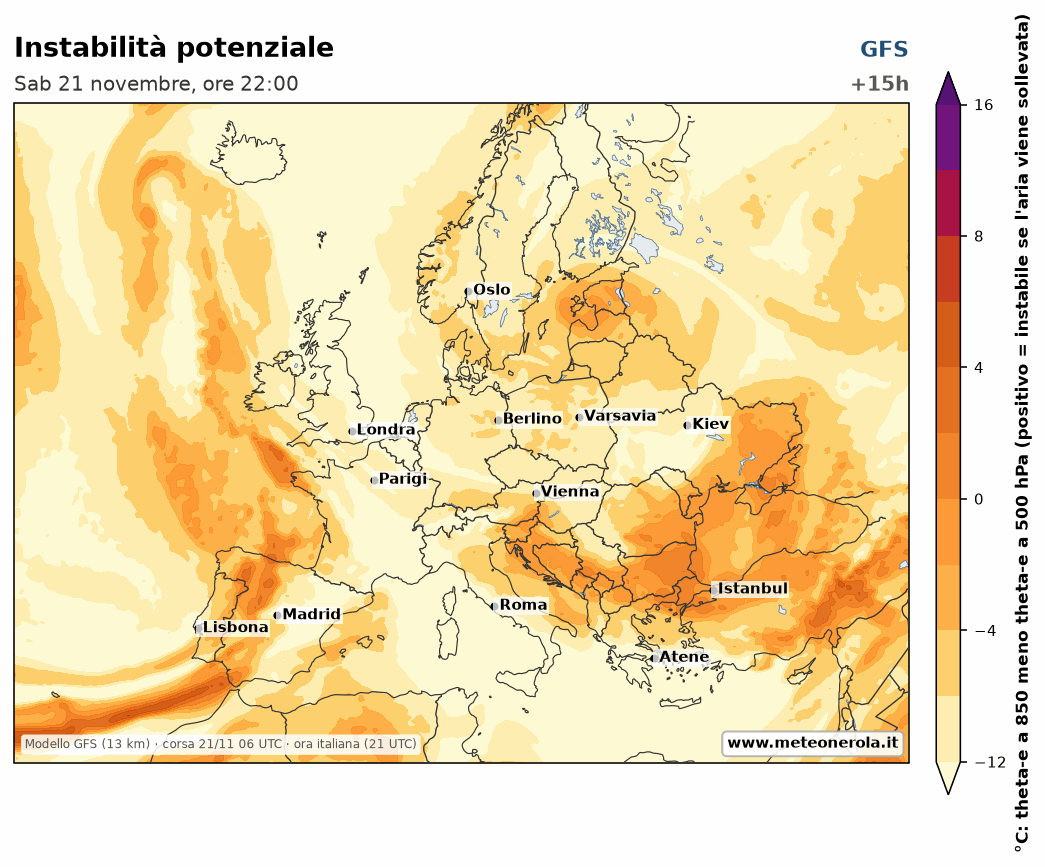 Instabilità potenziale
GFS
Sab 21 novembre, ore 22:00
+15h
Oslo
Berlino
Varsavia
Kiev
Londra
Parigi
Vienna
Istanbul
Roma
Madrid
Lisbona
Atene
Modello GFS (13 km) · corsa 21/11 06 UTC · ora italiana (21 UTC)
www.meteonerola.it
16
8
4
0
−4
−12
°C: theta-e a 850 meno theta-e a 500 hPa (positivo = instabile se l'aria viene sollevata)